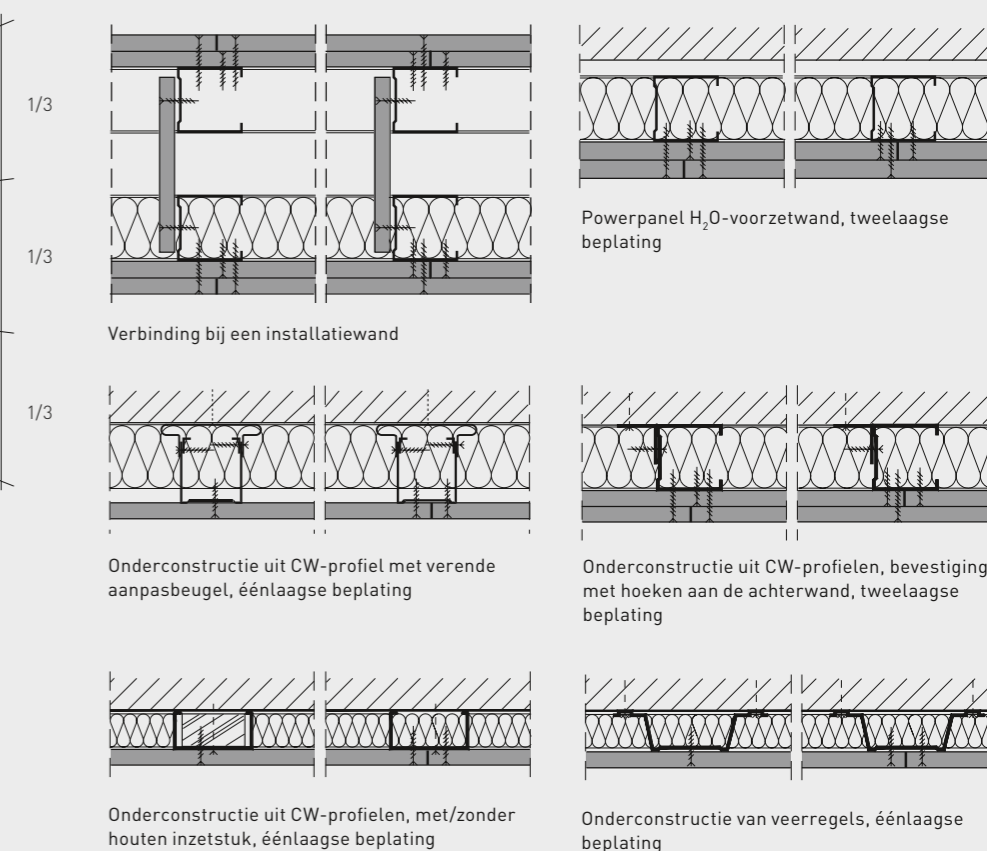 1/3
1/3
1/3
Verbinding bij een installatiewand
Powerpanel H₂O-voorzetwand, tweelaagse
beplating
Onderconstructie uit CW-profiel met verende
aanpasbeugel, éénlaagse beplating
Onderconstructie uit CW-profielen, bevestiging
met hoeken aan de achterwand, tweelaagse
beplating
Onderconstructie uit CW-profielen, met/zonder
houten inzetstuk, éénlaagse beplating
Onderconstructie van veerregels, éénlaagse
beplating